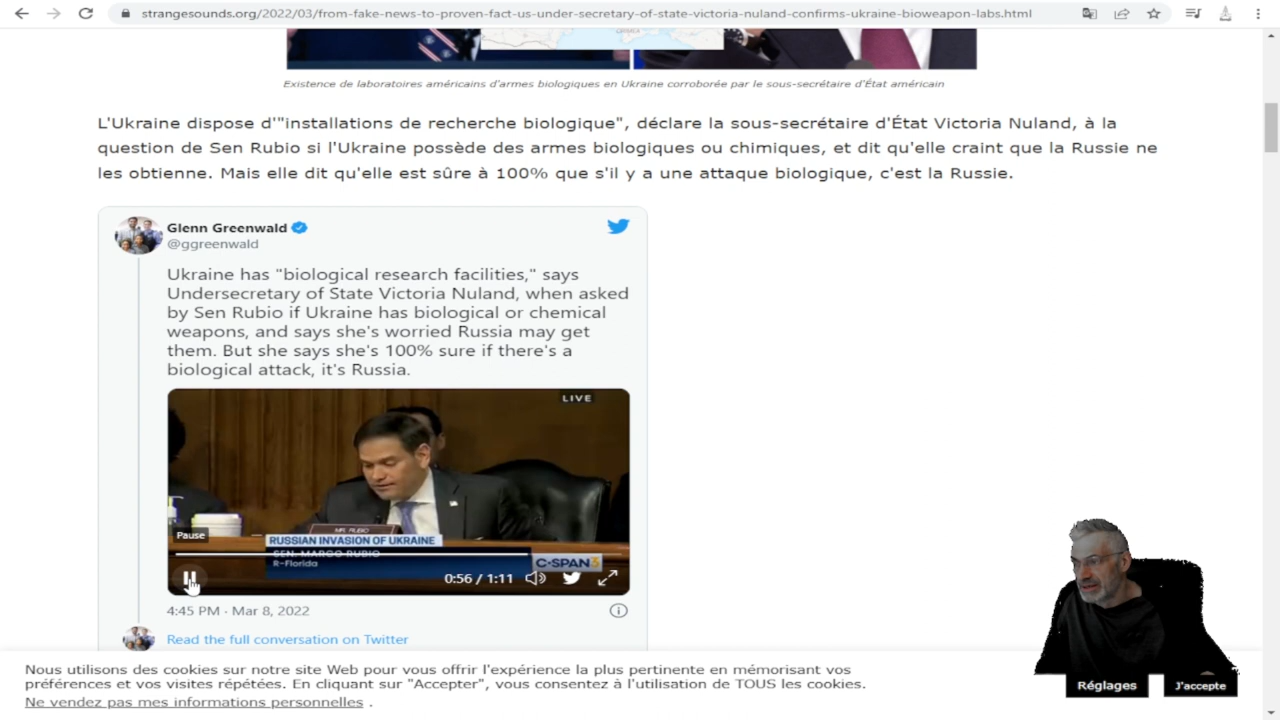 strangesounds.org/2022/03/from-fake-news-to-proven-fact-us-under-secretary-of-state-victoria-nuland-confirms-ukraine-bioweapon-labs.html
Existence de laboratoires américains d'armes biologiques en Ukraine corroborée par le sous-secrétaire d'État américain
L'Ukraine dispose d'"installations de recherche biologique", déclare la sous-secrétaire d'État Victoria Nuland, à la
question de Sen Rubio si l'Ukraine possède des armes biologiques ou chimiques, et dit qu'elle craint que la Russie ne
les obtienne. Mais elle dit qu'elle est sûre à 100% que s'il y a une attaque biologique, c'est la Russie.
Glenn Greenwald
@ggreenwald
Ukraine has "biological research facilities," says
Undersecretary of State Victoria Nuland, when asked
by Sen Rubio if Ukraine has biological or chemical
weapons, and says she's worried Russia may get
them. But she says she's 100% sure if there's a
biological attack, it's Russia.
LIVE
Pause
MR. RUBIO
RUSSIAN INVASION OF UKRAINE
SEN. MARCO RUBIO
R-Florida
C-SPAN3
0:56 / 1:11
4:45 PM · Mar 8, 2022
Read the full conversation on Twitter
Nous utilisons des cookies sur notre site Web pour vous offrir l'expérience la plus pertinente en mémorisant vos
préférences et vos visites répétées. En cliquant sur "Accepter", vous consentez à l'utilisation de TOUS les cookies.
Ne vendez pas mes informations personnelles .
Réglages
J'accepte